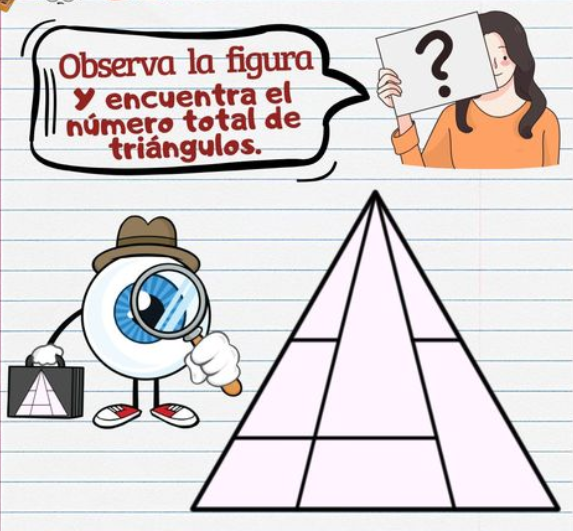 Observa la figura
Y encuentra el
número total de
triángulos.
?